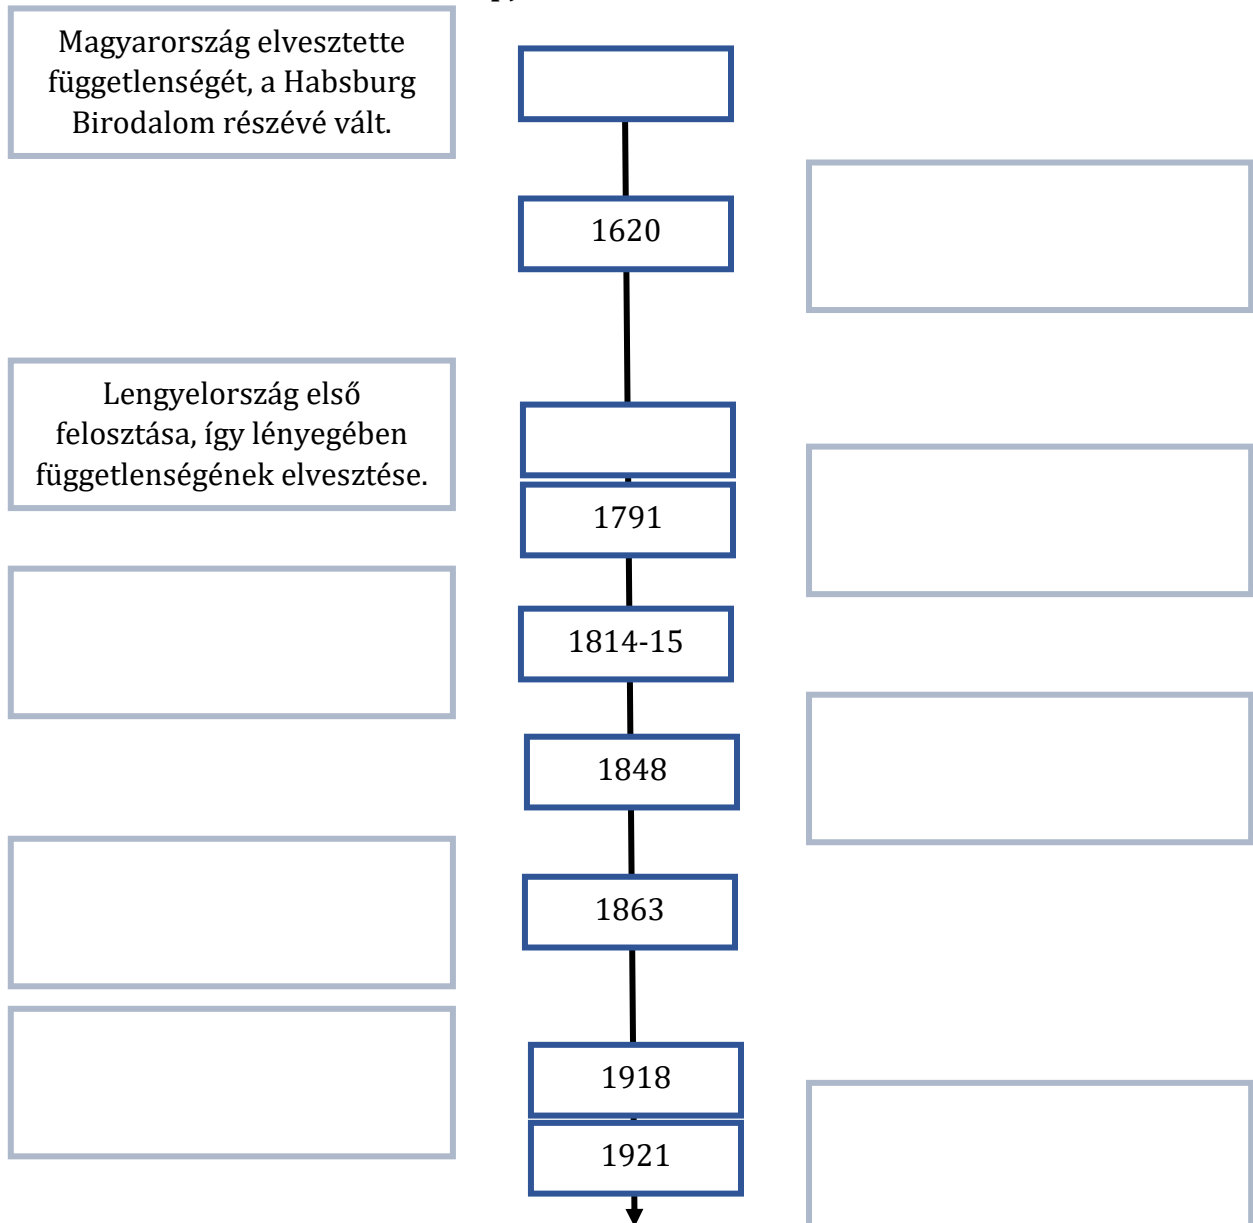 Magyarország elvesztette
függetlenségét, a Habsburg
Birodalom részévé vált.
1620
Lengyelország első
felosztása, így lényegében
függetlenségének elvesztése.
1791
1814-15
1848
1863
1918
1921